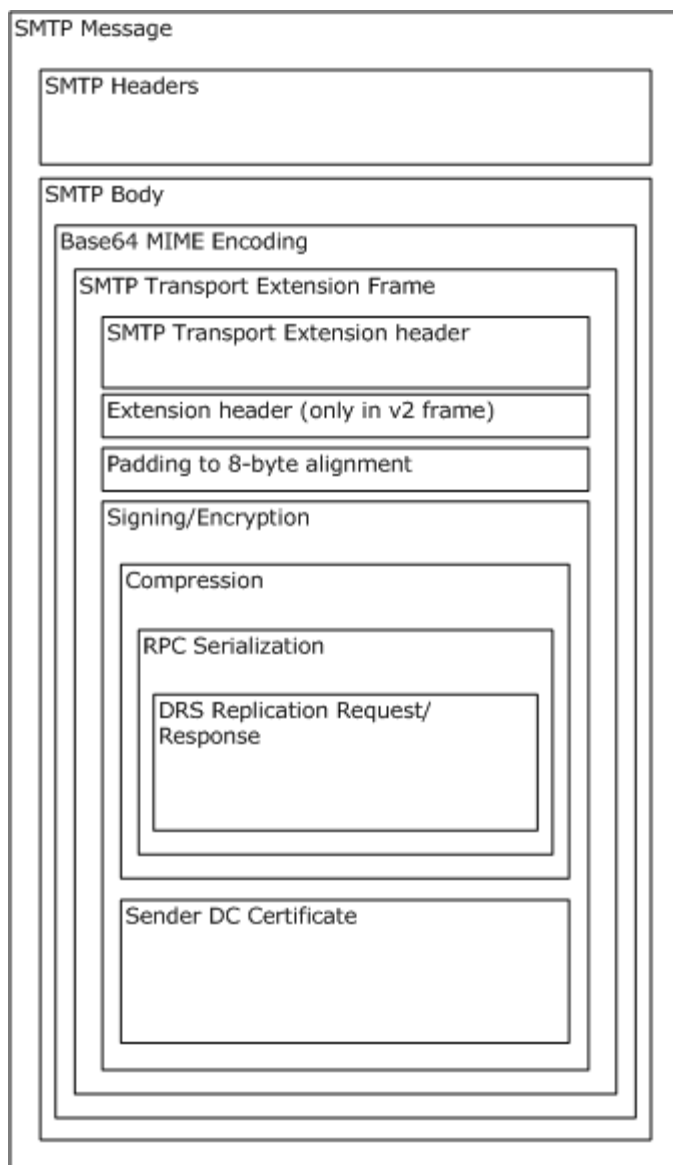 SMTP Message
SMTP Headers
SMTP Body
Base64 MIME Encoding
SMTP Transport Extension Frame
SMTP Transport Extension header
Extension header (only in v2 frame)
Padding to 8-byte alignment
Signing/Encryption
Compression
RPC Serialization
DRS Replication Request/
Response
Sender DC Certificate